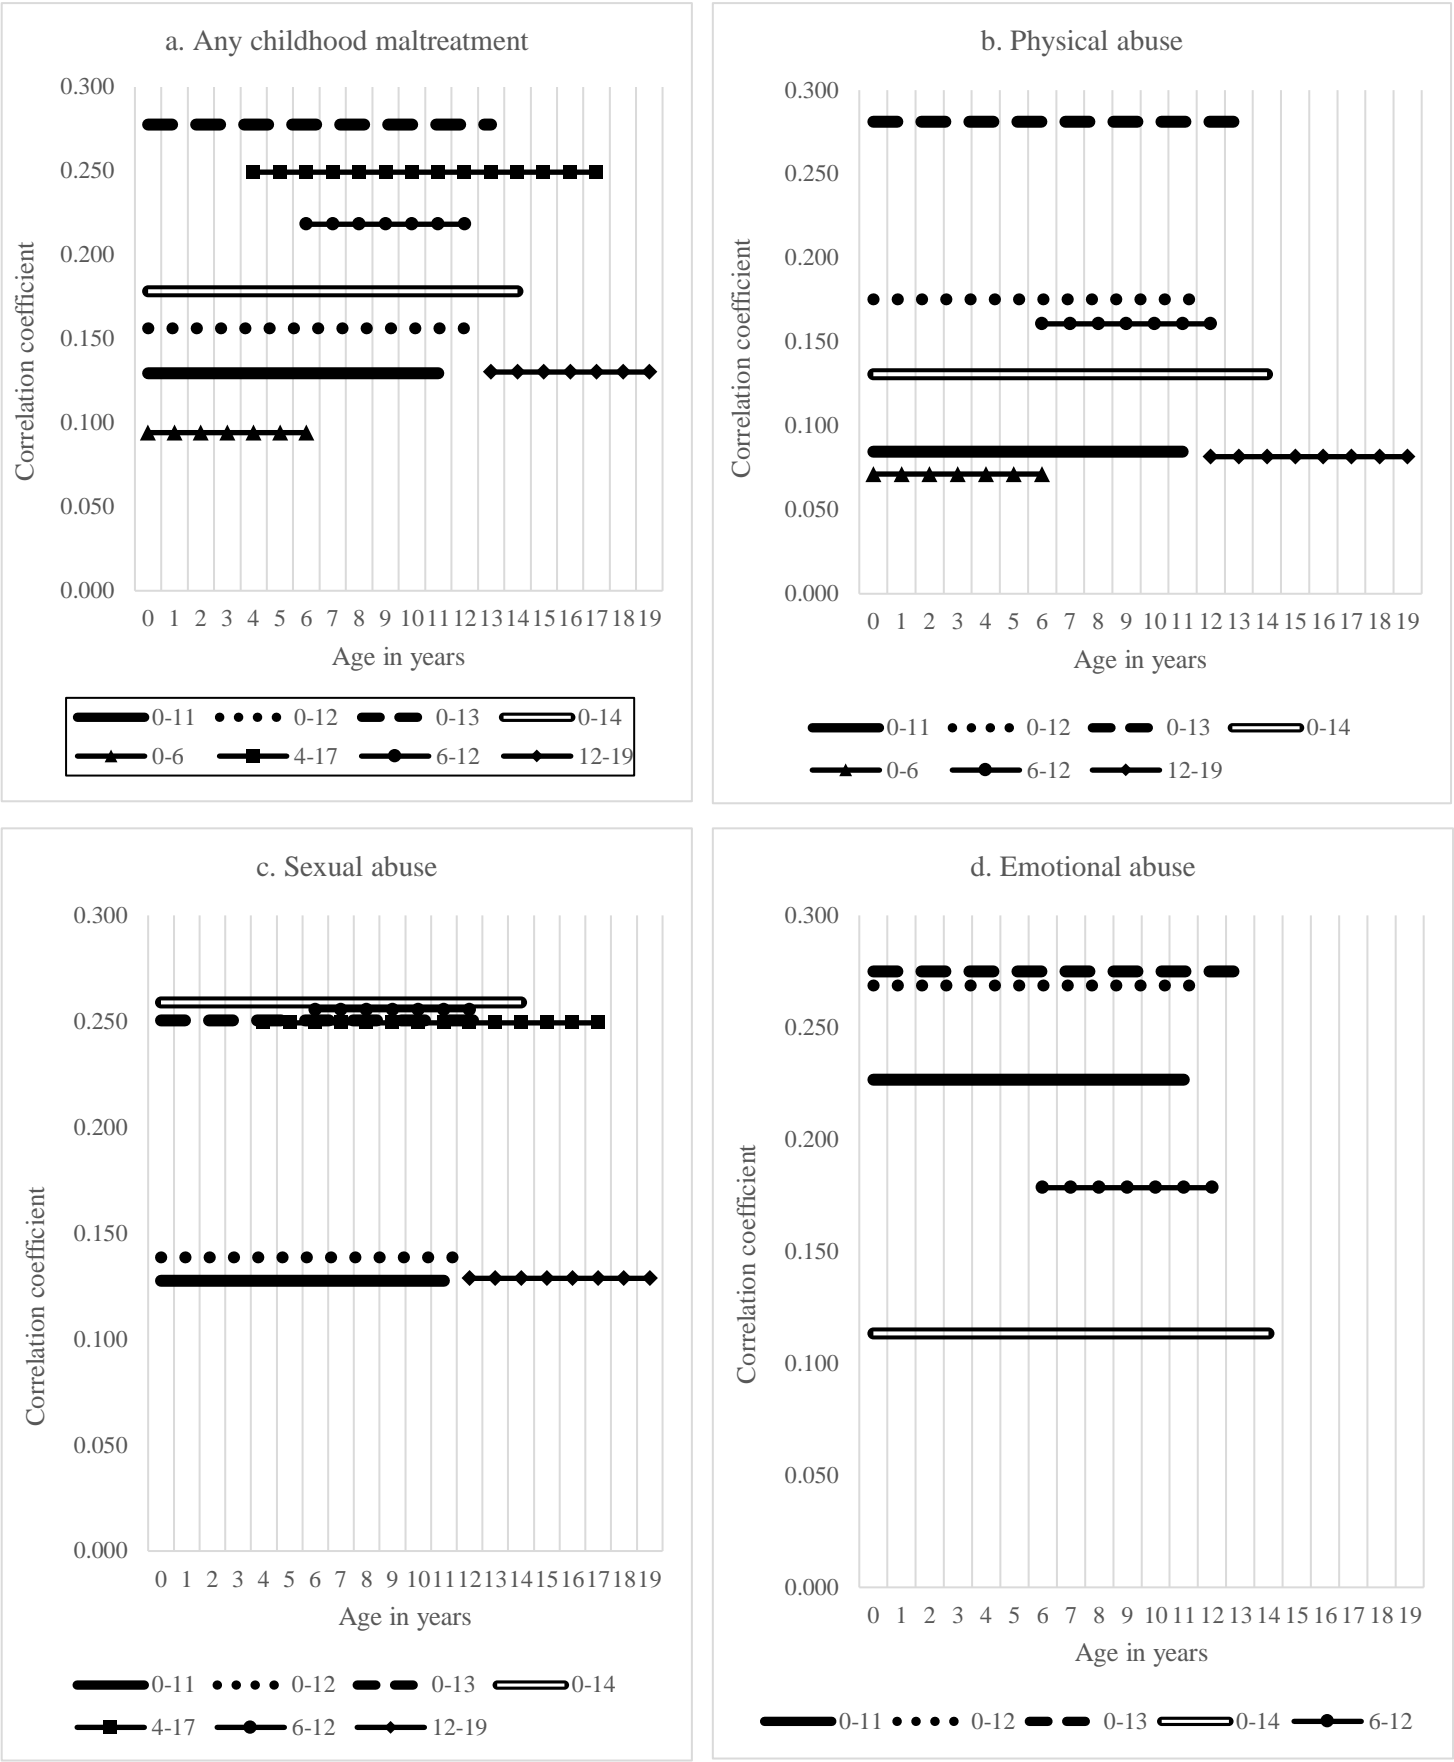 a. Any childhood maltreatment
0.300
0.250
0.200
0.150
0.100
0.050
0.000
Correlation coefficient
0 1 2 3 4 5 6 7 8 9 10 11 12 13 14 15 16 17 18 19
Age in years
0-11 0-12 0-13 0-14
0-6 4-17 6-12 12-19
b. Physical abuse
0.300
0.250
0.200
0.150
0.100
0.050
0.000
Correlation coefficient
0 1 2 3 4 5 6 7 8 9 10 11 12 13 14 15 16 17 18 19
Age in years
0-11 0-12 0-13 0-14
0-6 6-12 12-19
c. Sexual abuse
0.300
0.250
0.200
0.150
0.100
0.050
0.000
Correlation coefficient
0 1 2 3 4 5 6 7 8 9 10 11 12 13 14 15 16 17 18 19
Age in years
0-11 0-12 0-13 0-14
4-17 6-12 12-19
d. Emotional abuse
0.300
0.250
0.200
0.150
0.100
0.050
0.000
Correlation coefficient
0 1 2 3 4 5 6 7 8 9 10 11 12 13 14 15 16 17 18 19
Age in years
0-11 0-12 0-13 0-14 6-12